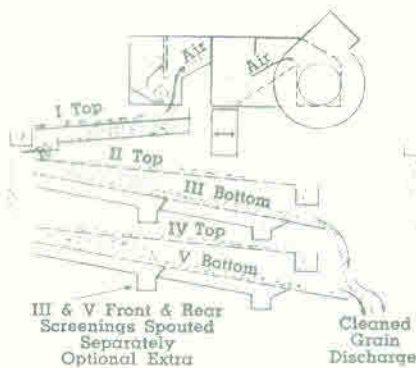 Air
Air
I Top
II Top
III Bottom
IV Top
V Bottom
III & V Front & Rear
Screenings Spouted
Separately
Optional Extra
Cleaned
Grain
Discharge